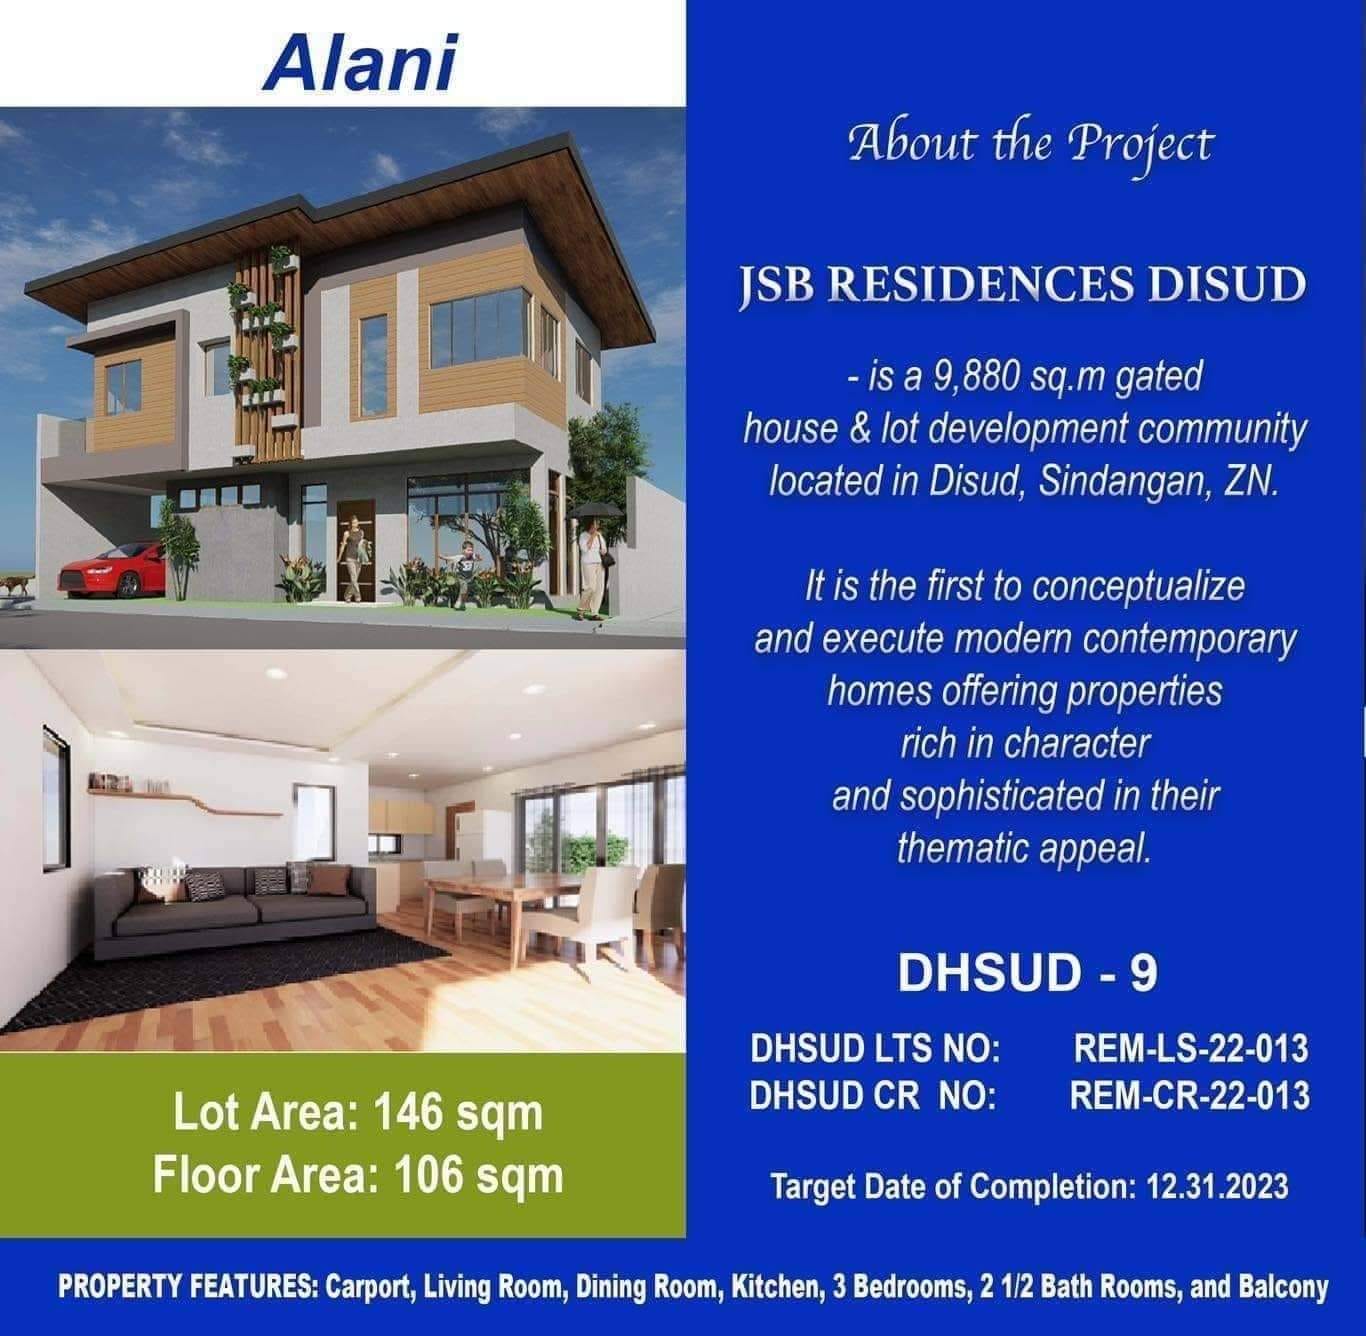 Alani
About the Project
JSB RESIDENCES DISUD
- is a 9,880 sq.m gated
house & lot development community
located in Disud, Sindangan, ZN.
It is the first to conceptualize
and execute modern contemporary
homes offering properties
rich in character
and sophisticated in their
thematic appeal.
DHSUD - 9
DHSUD LTS NO: REM-LS-22-013
DHSUD CR NO: REM-CR-22-013
Target Date of Completion: 12.31.2023
Lot Area: 146 sqm
Floor Area: 106 sqm
PROPERTY FEATURES: Carport, Living Room, Dining Room, Kitchen, 3 Bedrooms, 2 1/2 Bath Rooms, and Balcony